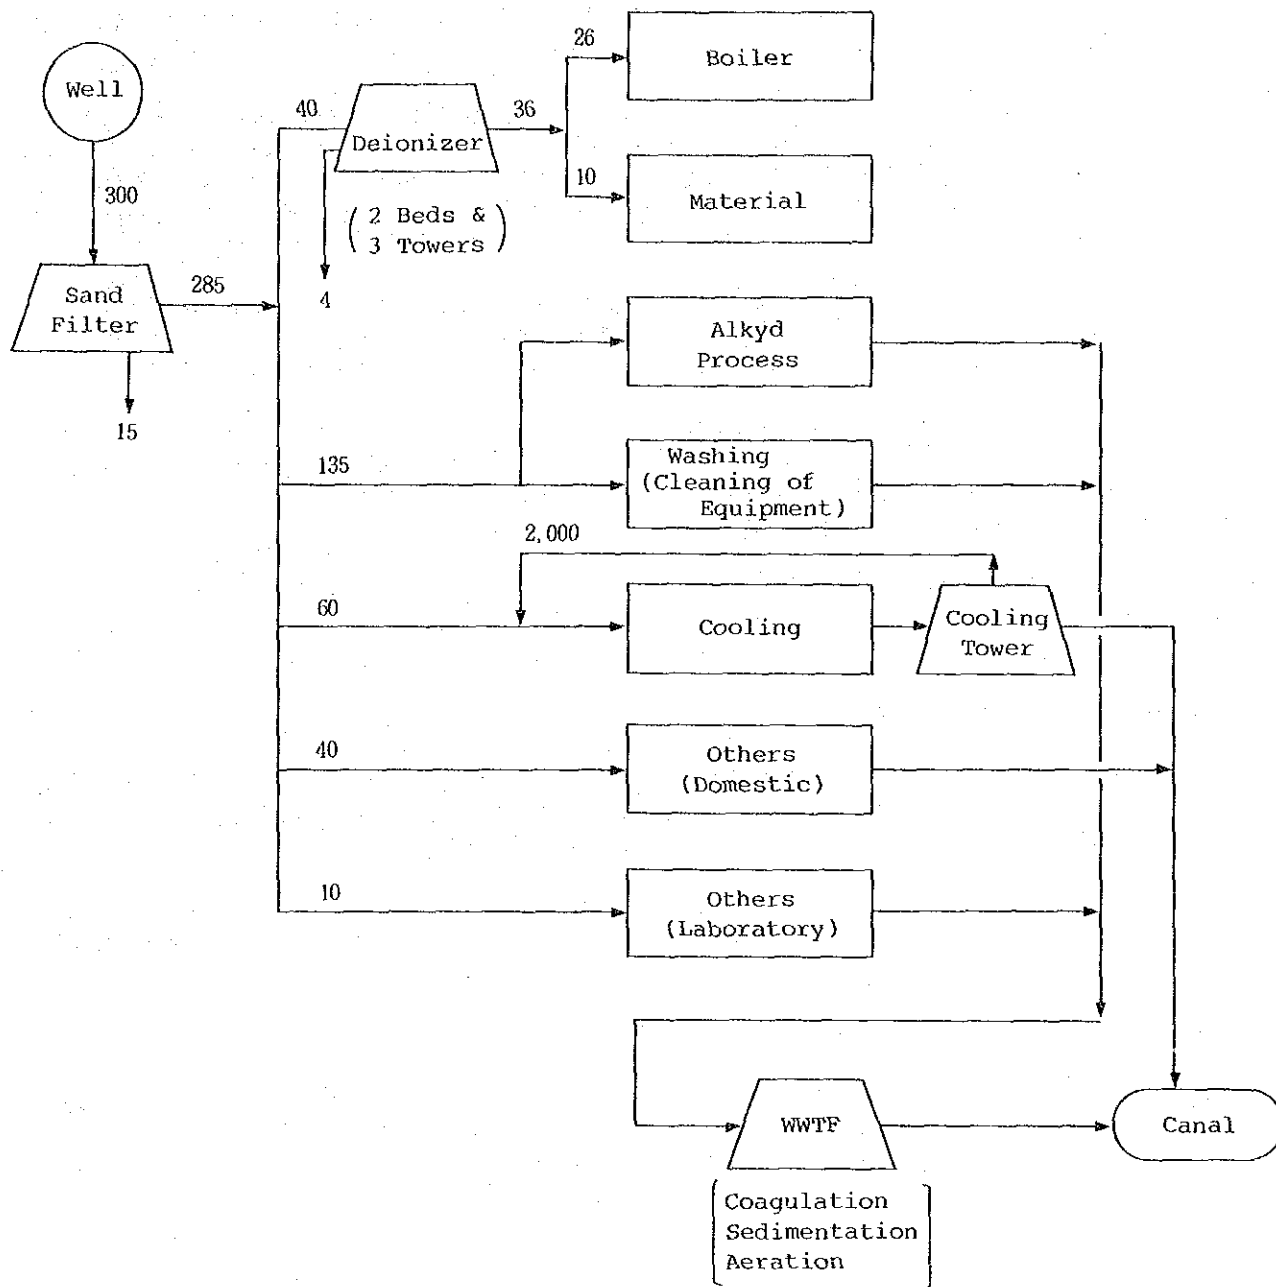 Well
300
Sand
Filter
285
15
40
Deionizer
36
4
( 2 Beds &
3 Towers )
26
Boiler
10
Material
Alkyd
Process
135
Washing
(Cleaning of
Equipment)
2,000
60
Cooling
Cooling
Tower
40
Others
(Domestic)
10
Others
(Laboratory)
WWTF
Canal
Coagulation
Sedimentation
Aeration